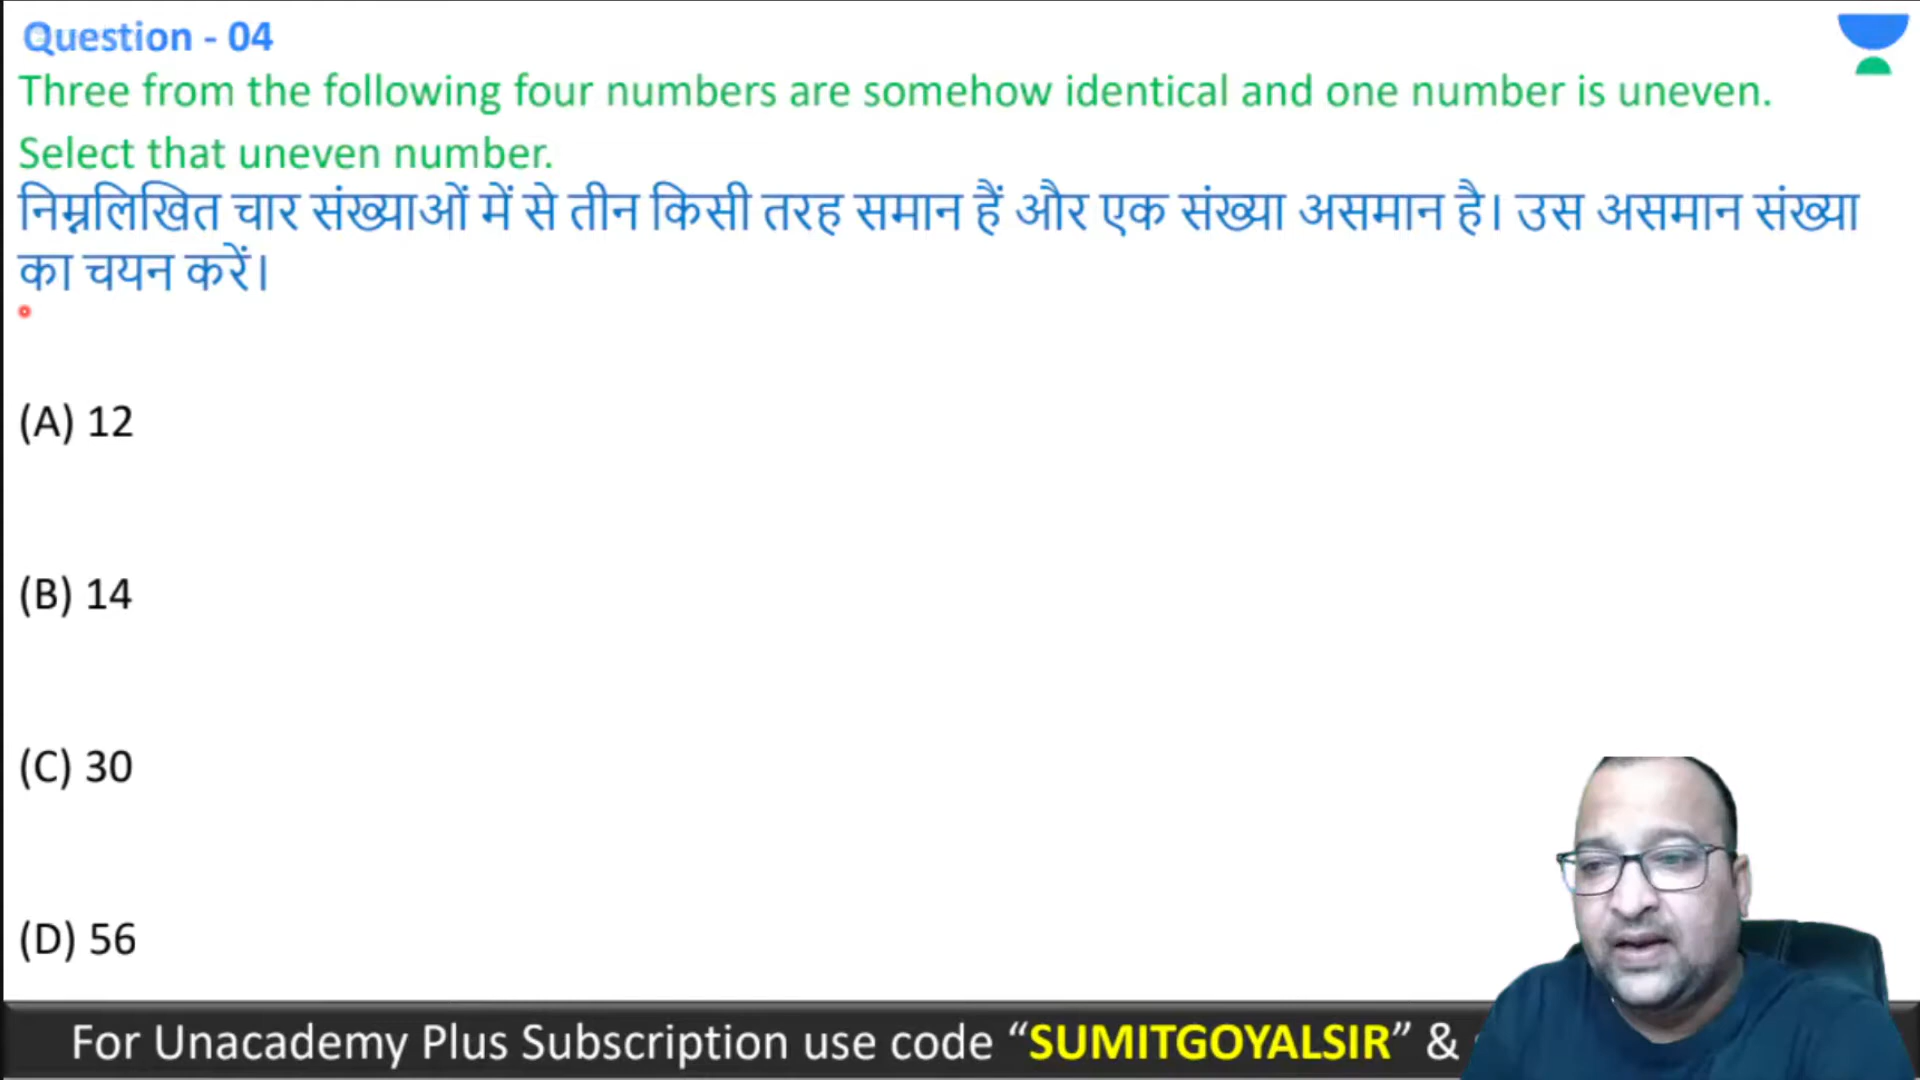 Question - 04
Three from the following four numbers are somehow identical and one number is uneven.
Select that uneven number.
निम्नलिखित चार संख्याओं में से तीन किसी तरह समान हैं और एक संख्या असमान है। उस असमान संख्या
का चयन करें।
(A) 12
(B) 14
(C) 30
(D) 56
For Unacademy Plus Subscription use code “SUMITGOYALSIR” &